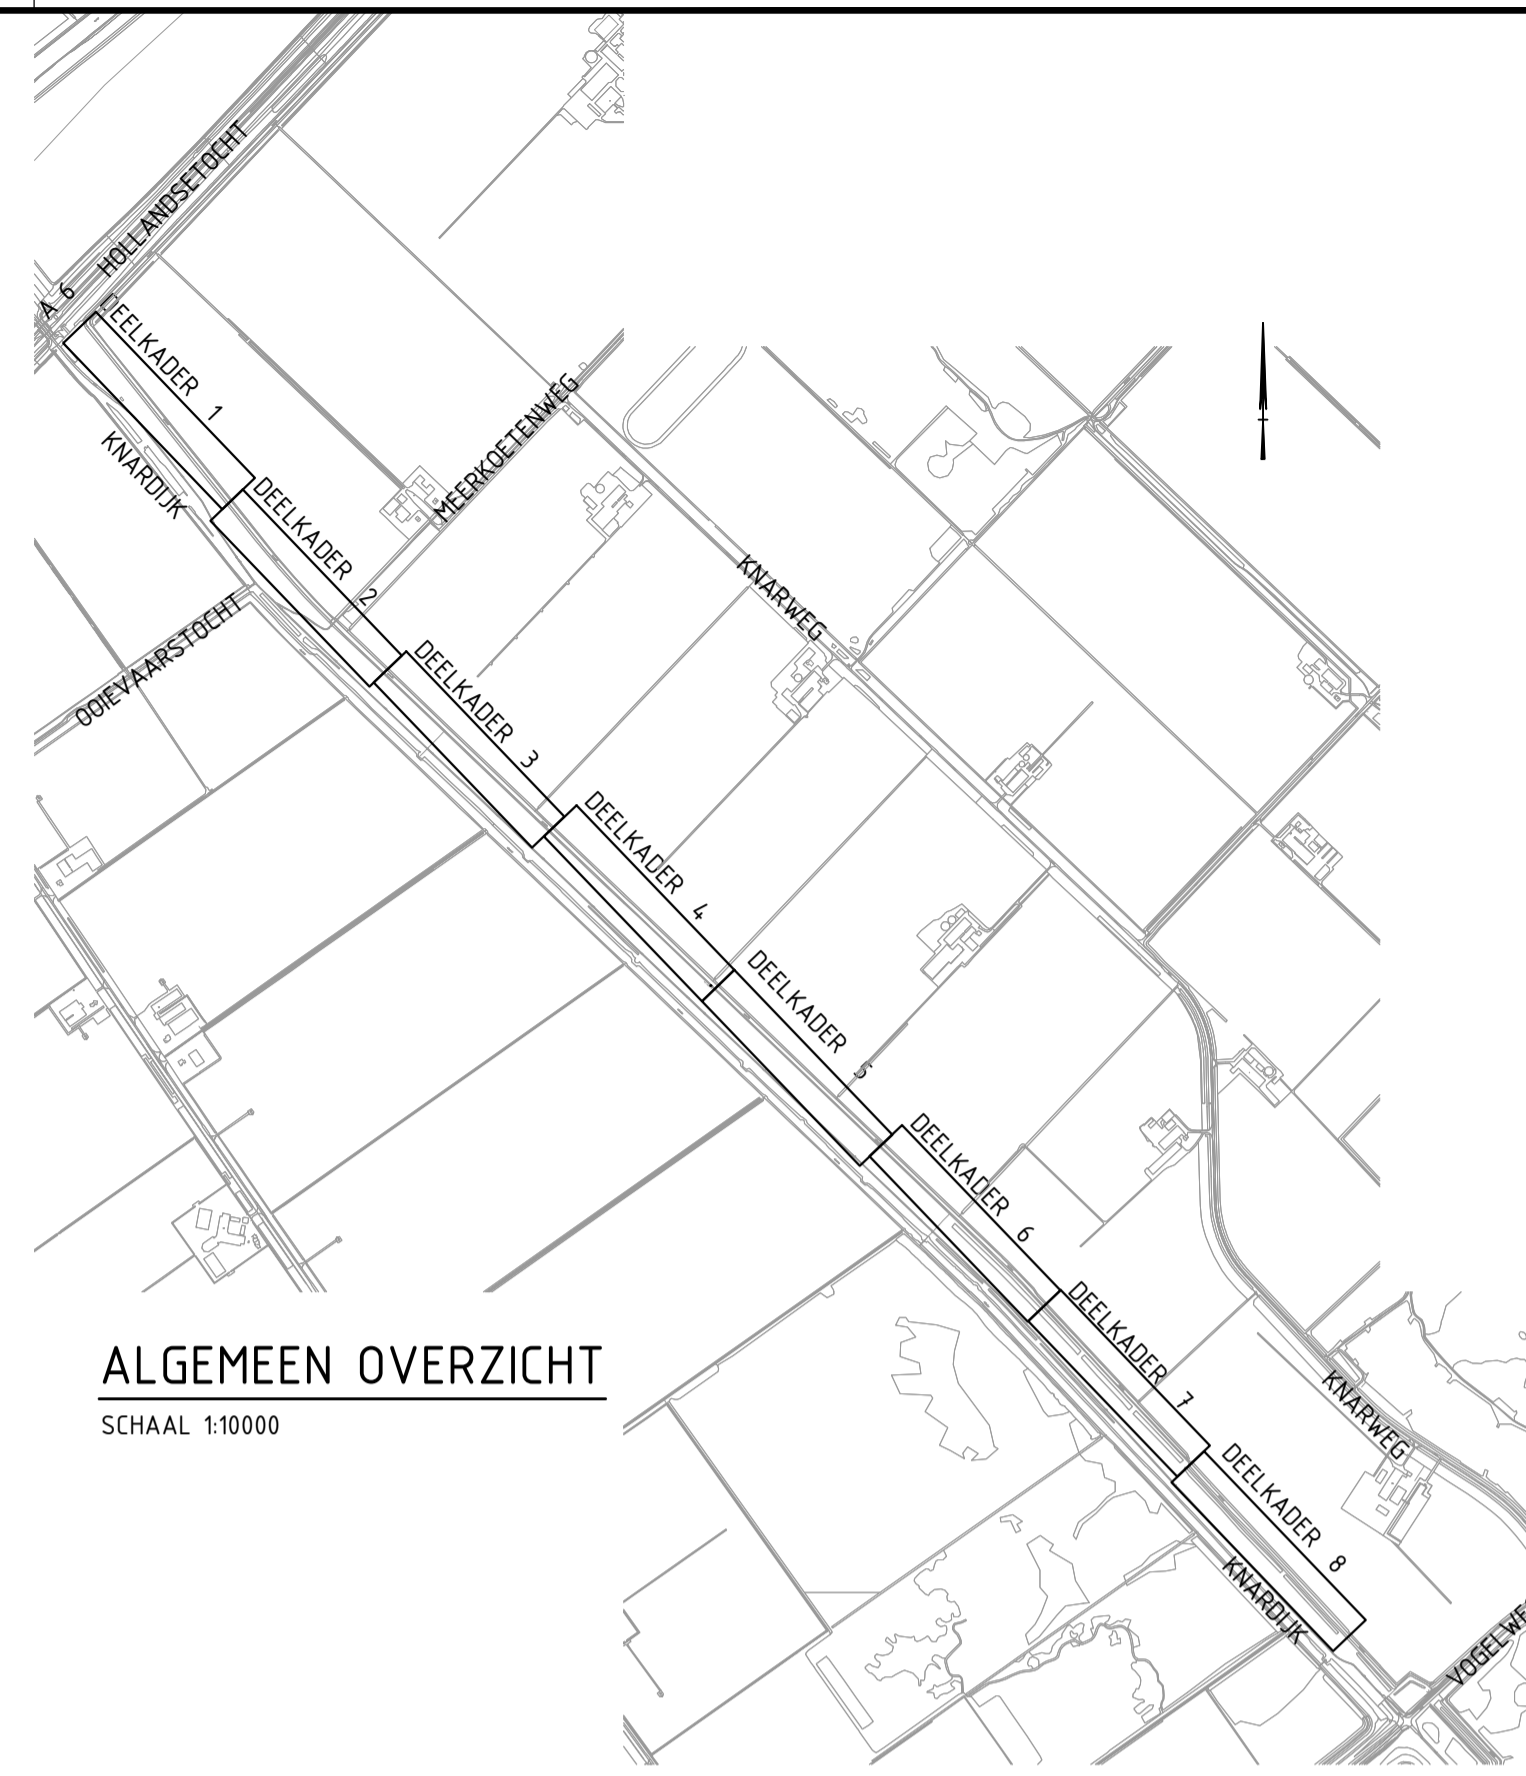 HOLLANDSETOCHT
A 6
DEELKADER 1
KNARDIJK
MEERKOETENWEG
DEELKADER 2
OOIEVAARSTOCHT
KNARWEG
DEELKADER 3
DEELKADER 4
DEELKADER 5
DEELKADER 6
DEELKADER 7
ALGEMEEN OVERZICHT
SCHAAL 1:10000
KNARWEG
DEELKADER 8
KNARDIJK
VOGELWE